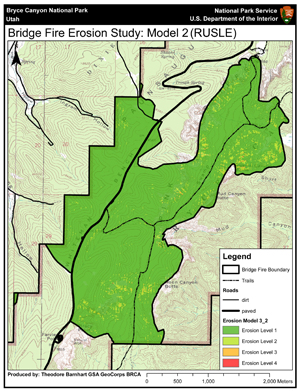 Bryce Canyon National Park
Utah
National Park Service
U.S. Department of the Interior
Bridge Fire Erosion Study: Model 2 (RUSLE)
Legend
Bridge Fire Boundary
Trails
Roads
dirt
paved
Erosion Model 3_2
Erosion Level 1
Erosion Level 2
Erosion Level 3
Erosion Level 4
Produced by: Theodore Barnhart GSA GeoCorps BRCA
0 500 1,000 2,000 Meters